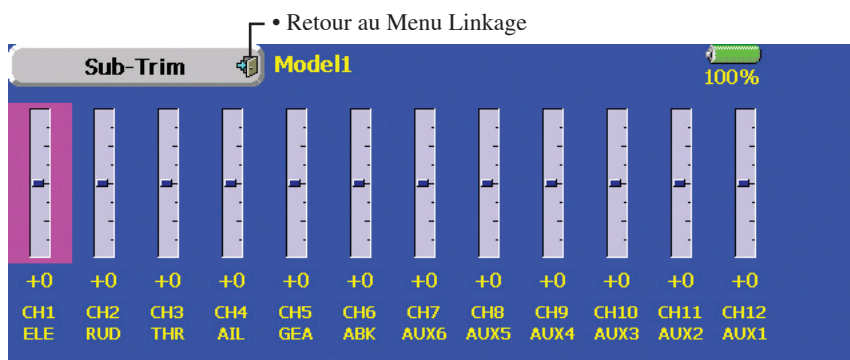 • Retour au Menu Linkage
Sub-Trim Model1
100%
+0 +0 +0 +0 +0 +0 +0 +0 +0 +0 +0 +0
CH1 CH2 CH3 CH4 CH5 CH6 CH7 CH8 CH9 CH10 CH11 CH12
ELE RUD THR AIL GEA ABK AUX6 AUX5 AUX4 AUX3 AUX2 AUX1